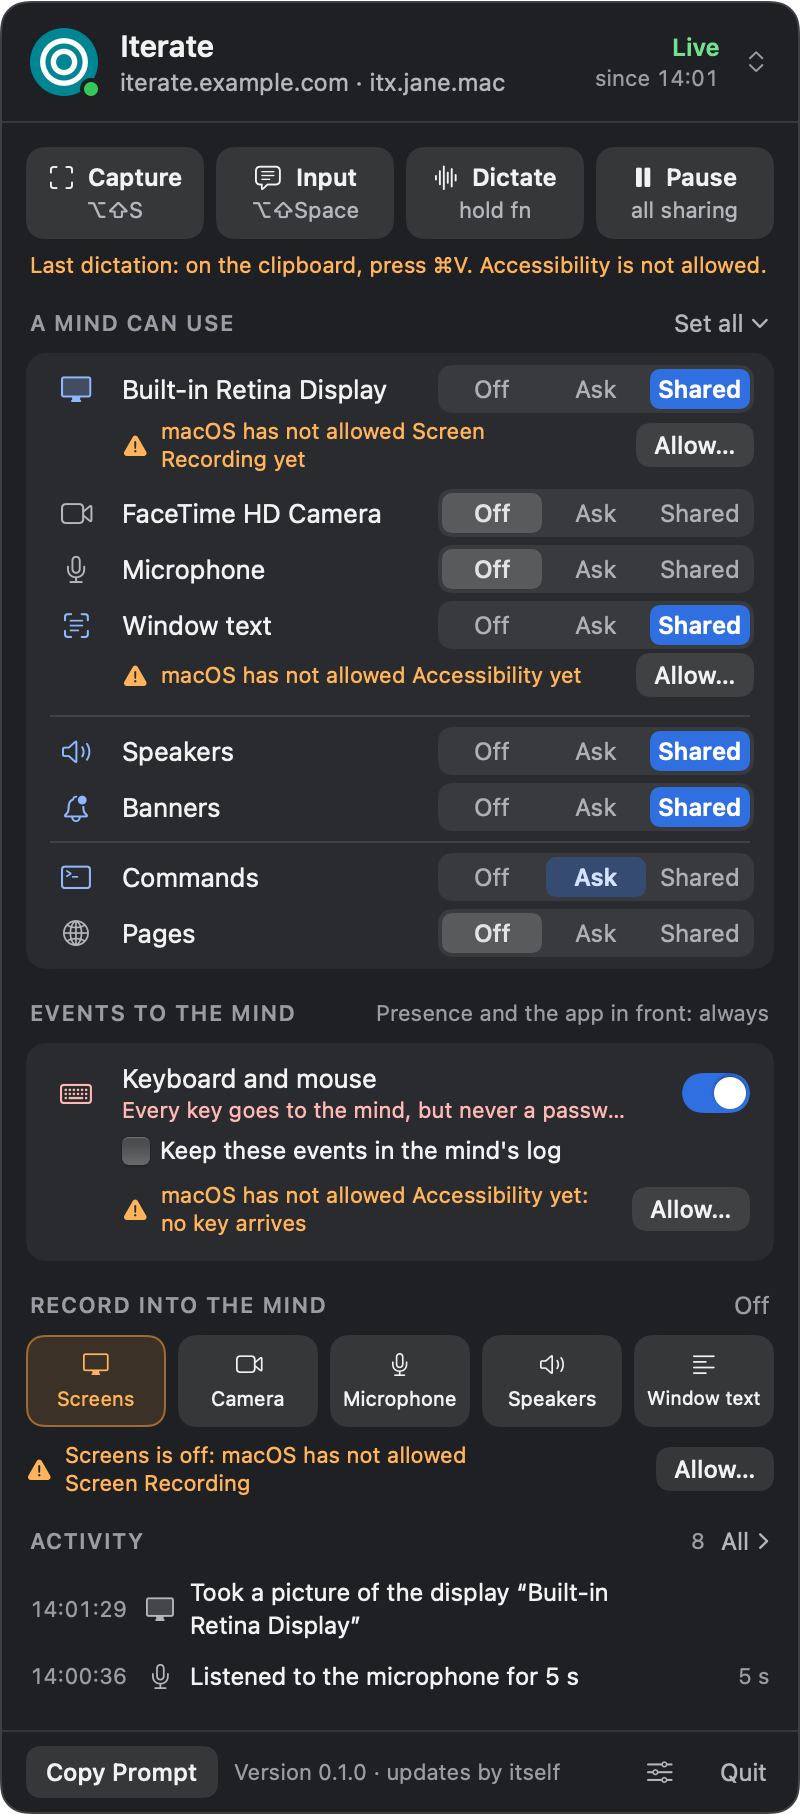 Iterate
Live
iterate.example.com · itx.jane.mac
since 14:01
Capture
⌥⇧S
Input
⌥⇧Space
Dictate
hold fn
Pause
all sharing
Last dictation: on the clipboard, press ⌘V. Accessibility is not allowed.
A MIND CAN USE
Set all
Built-in Retina Display
Off Ask Shared
macOS has not allowed Screen
Recording yet
Allow...
FaceTime HD Camera
Off Ask Shared
Microphone
Off Ask Shared
Window text
Off Ask Shared
macOS has not allowed Accessibility yet
Allow...
Speakers
Off Ask Shared
Banners
Off Ask Shared
Commands
Off Ask Shared
Pages
Off Ask Shared
EVENTS TO THE MIND
Presence and the app in front: always
Keyboard and mouse
Every key goes to the mind, but never a passw...
Keep these events in the mind's log
macOS has not allowed Accessibility yet:
no key arrives
Allow...
RECORD INTO THE MIND
Off
Screens
Camera
Microphone
Speakers
Window text
Screens is off: macOS has not allowed
Screen Recording
Allow...
ACTIVITY
8 All
14:01:29
Took a picture of the display “Built-in
Retina Display”
14:00:36
Listened to the microphone for 5 s
5 s
Copy Prompt
Version 0.1.0 · updates by itself
Quit